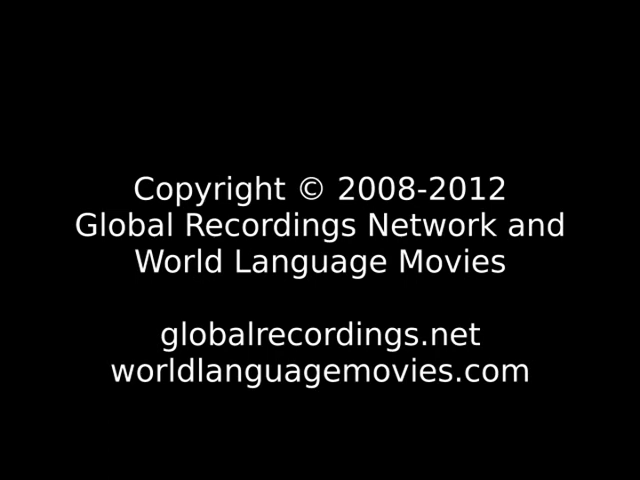 Copyright © 2008-2012
Global Recordings Network and
World Language Movies
globalrecordings.net
worldlanguagemovies.com